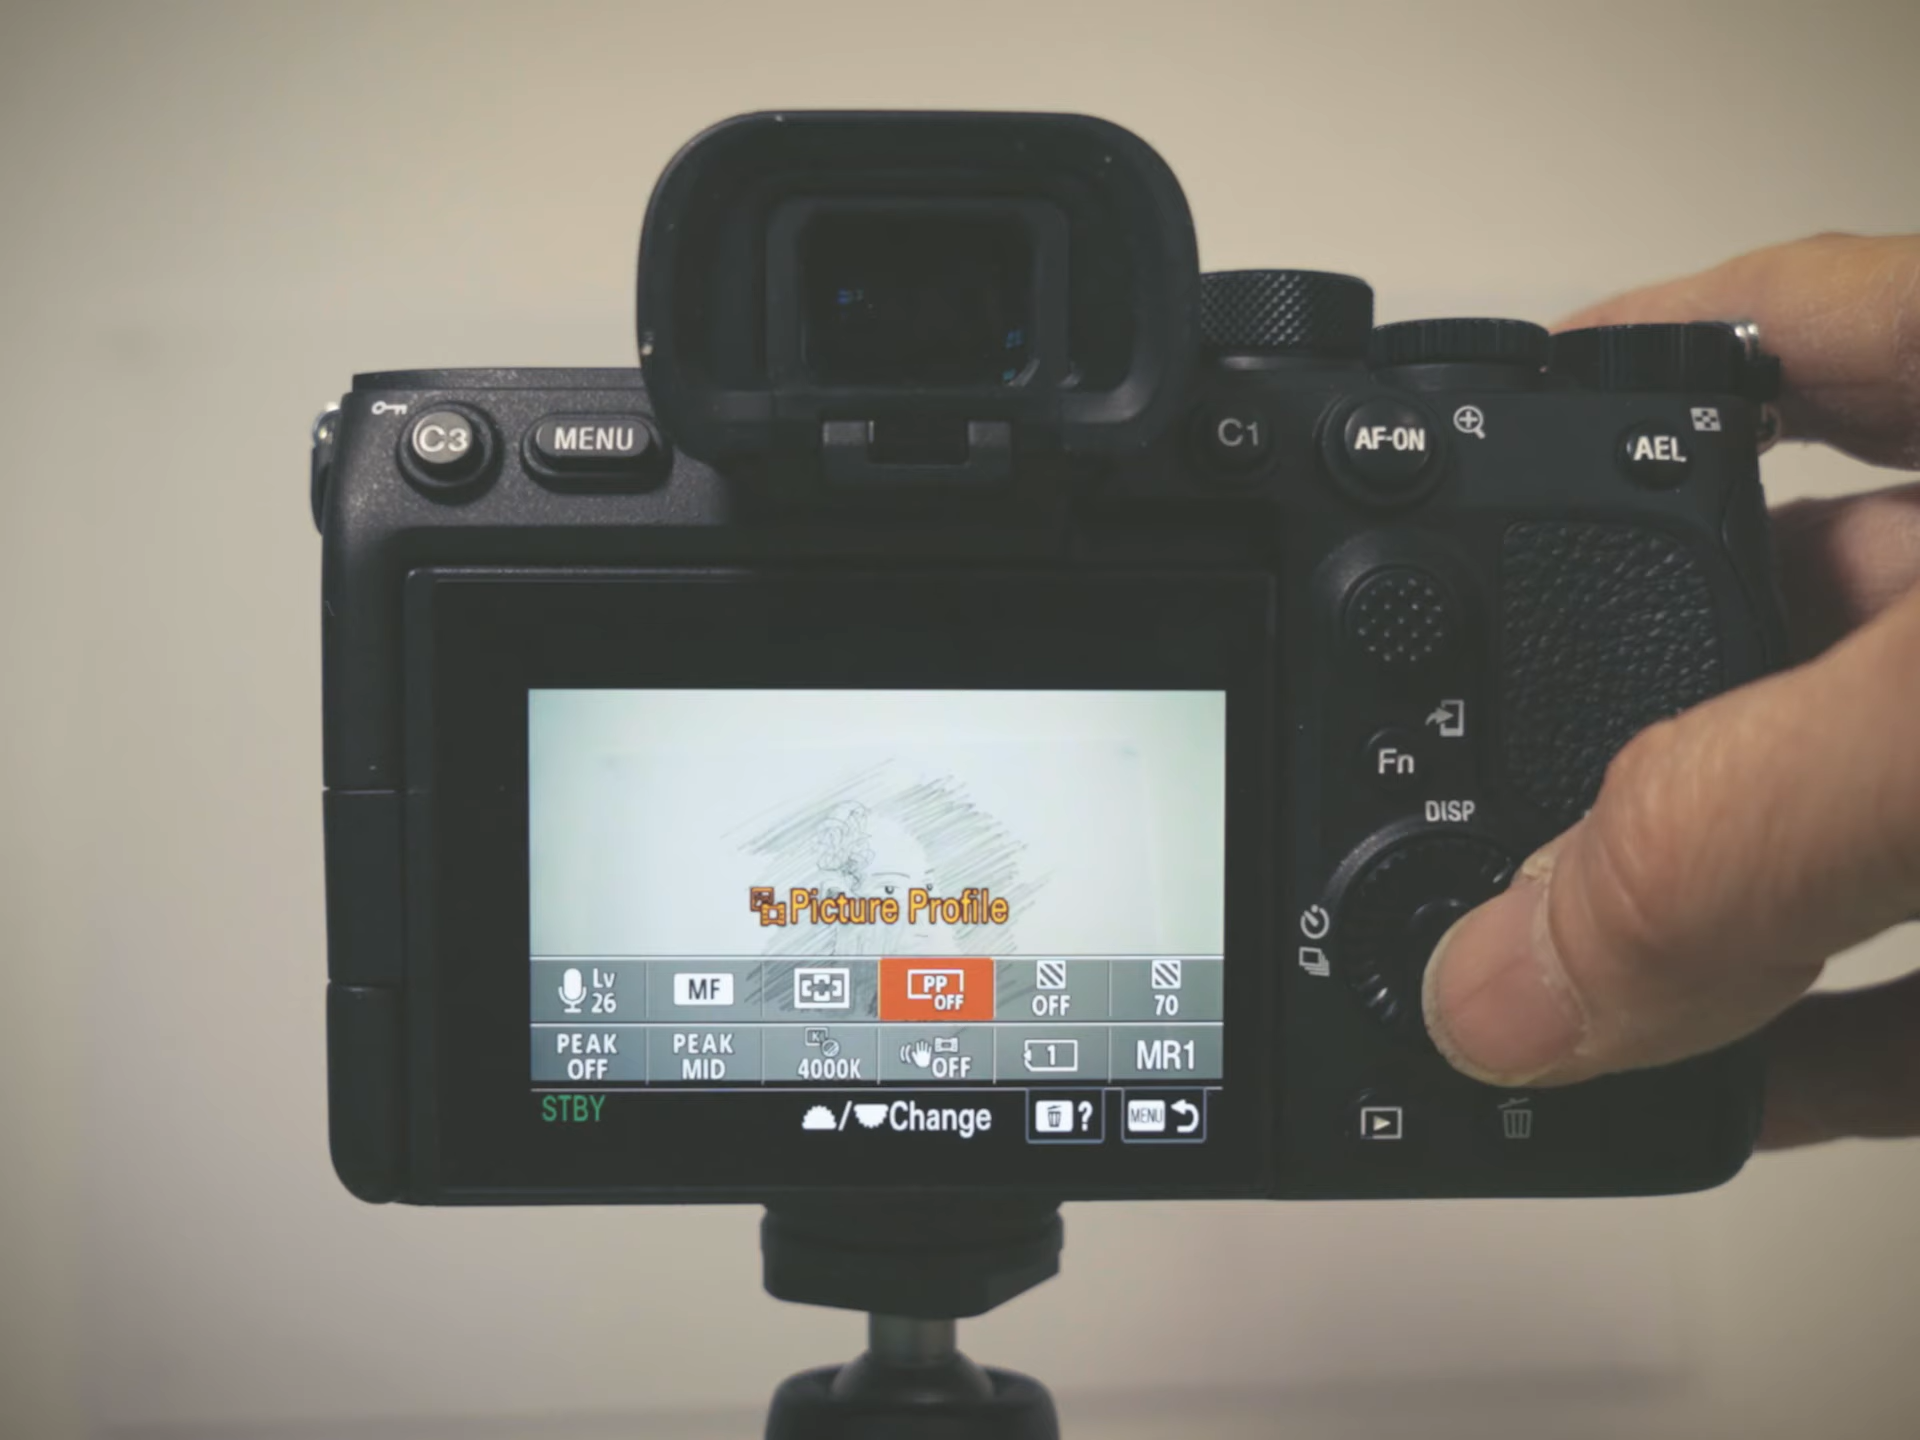 C3
MENU
C1
AF-ON
AEL
Fn
DISP
Picture Profile
Lv
26
MF
PP
OFF
OFF
70
PEAK
OFF
PEAK
MID
4000K
OFF
1
MR1
STBY
/ Change
?
MENU